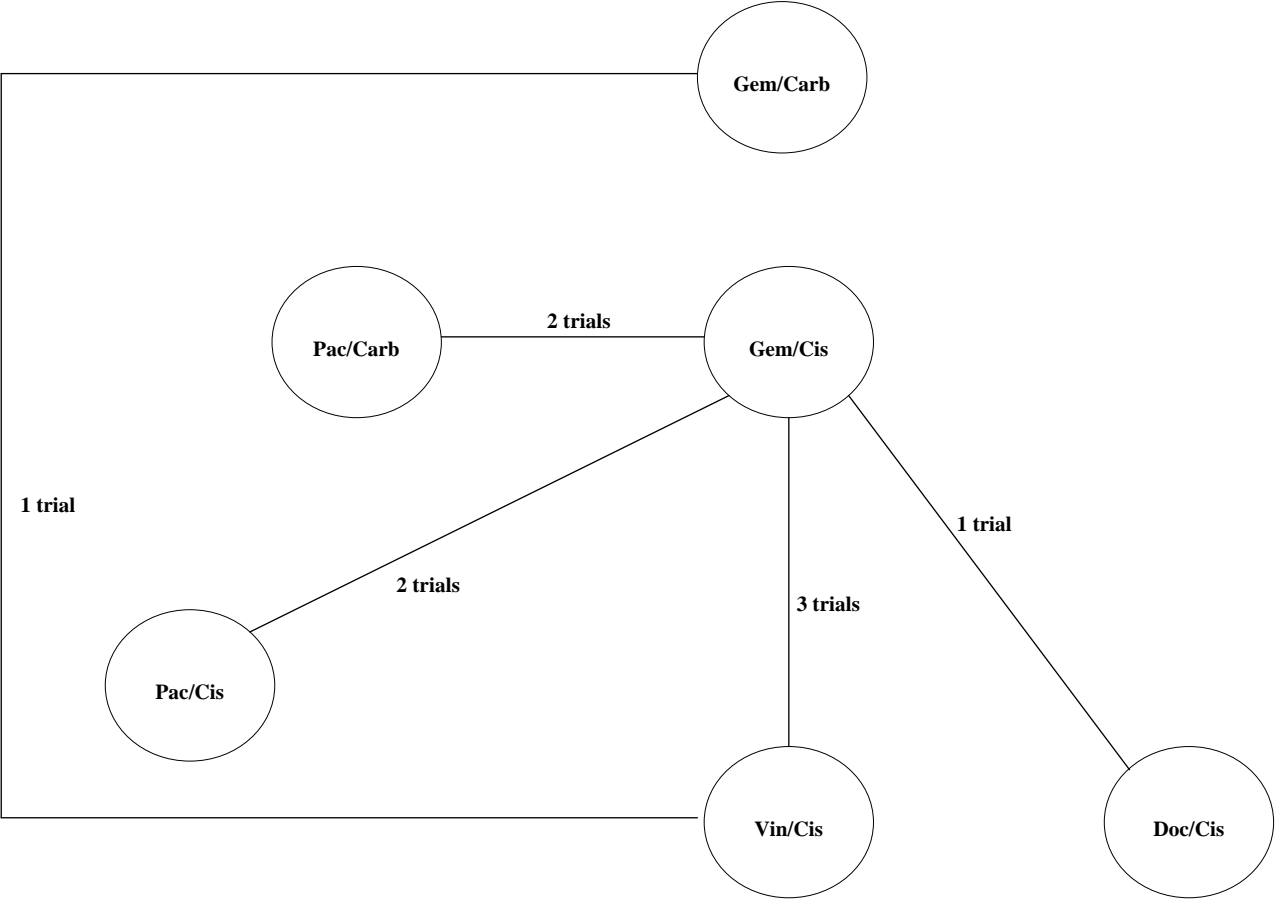 Gem/Carb
2 trials
Pac/Carb
Gem/Cis
1 trial
1 trial
2 trials
3 trials
Pac/Cis
Vin/Cis
Doc/Cis